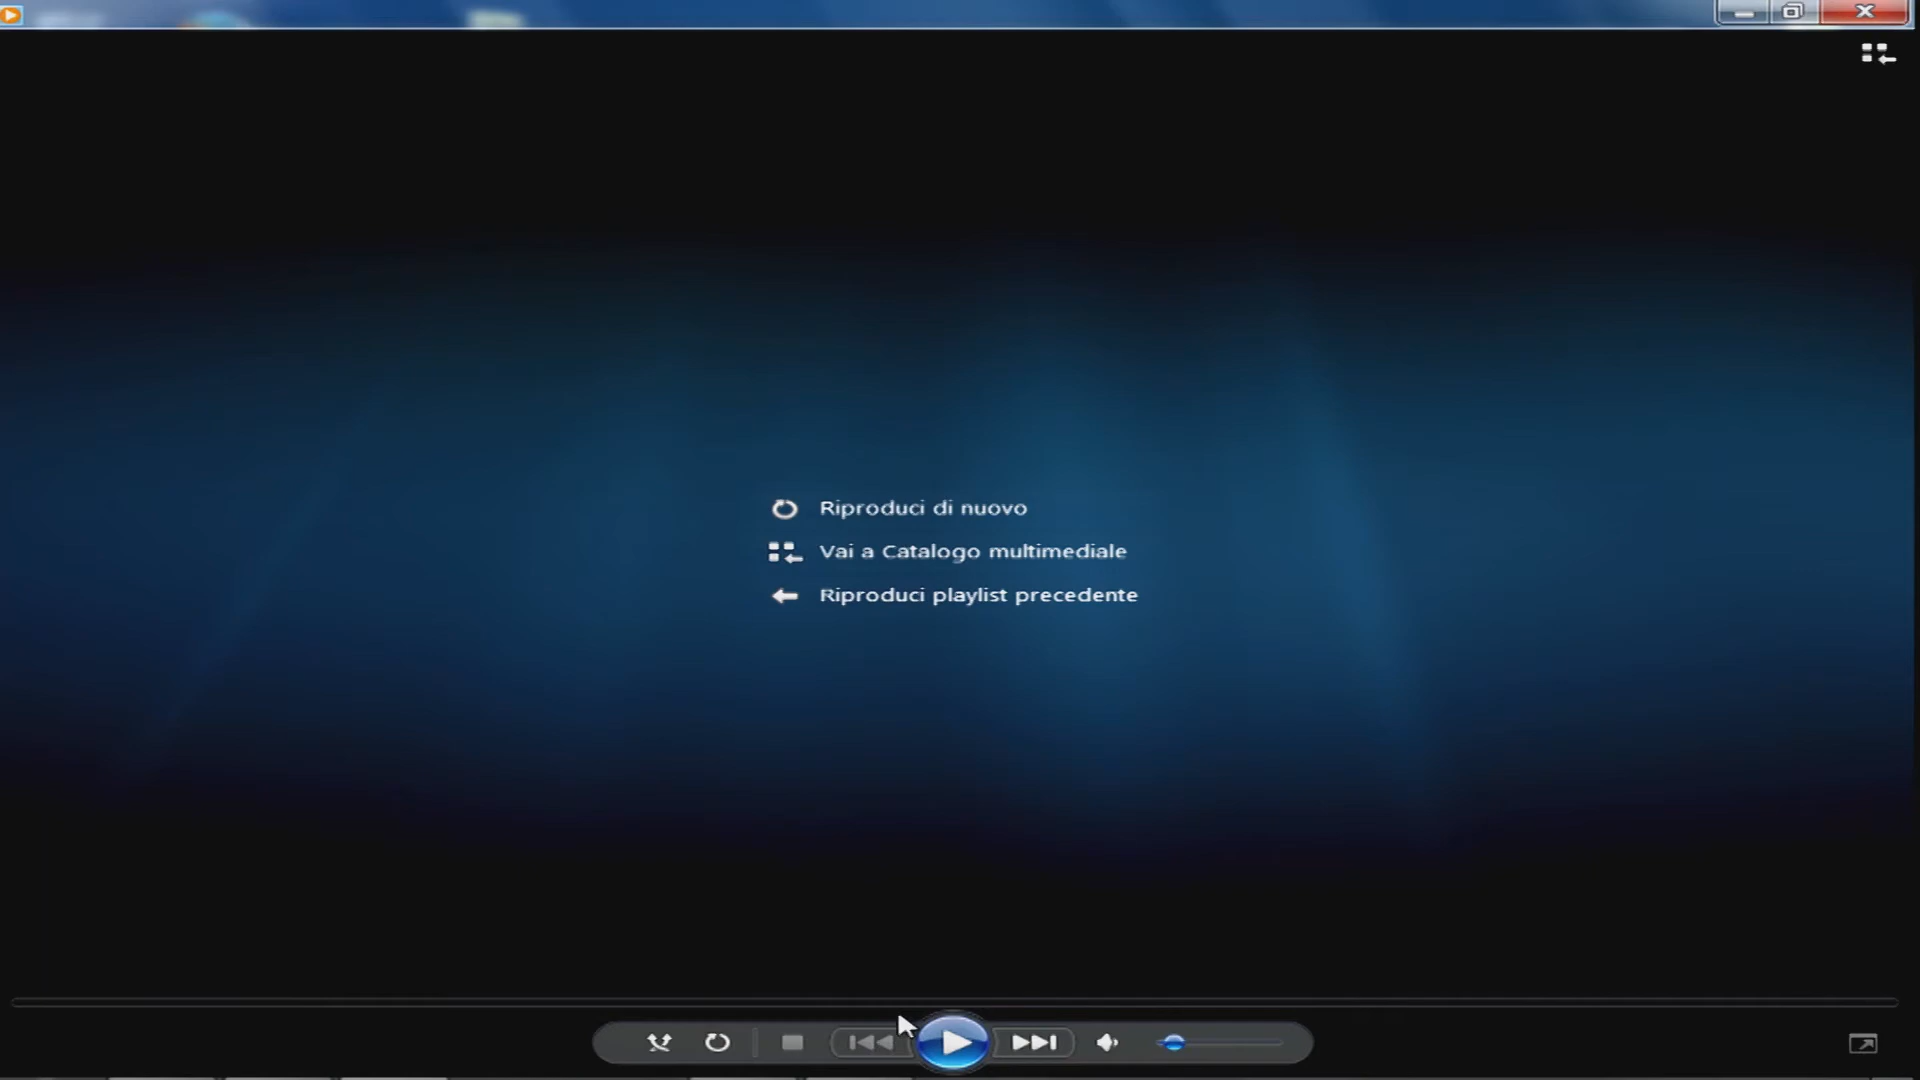 Riproduci di nuovo
Vai a Catalogo multimediale
Riproduci playlist precedente